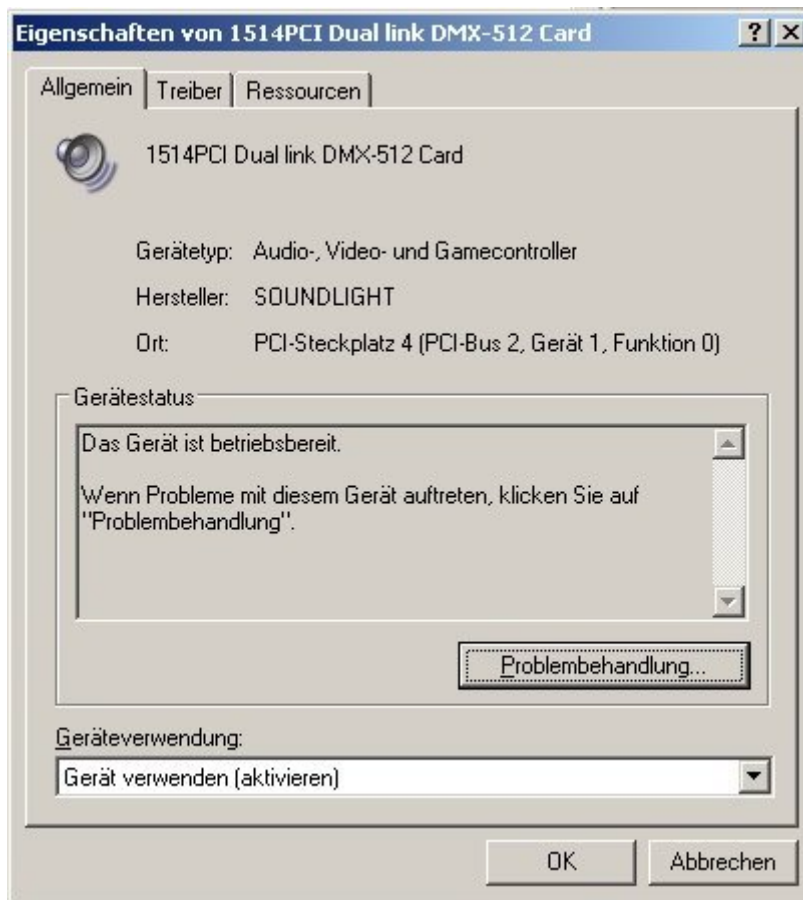 Eigenschaften von 1514PCI Dual link DMX-512 Card
Allgemein Treiber Ressourcen
1514PCI Dual link DMX-512 Card
Gerätetyp: Audio-, Video- und Gamecontroller
Hersteller: SOUNDLIGHT
Ort: PCI-Steckplatz 4 (PCI-Bus 2, Gerät 1, Funktion 0)
Gerätestatus
Das Gerät ist betriebsbereit.
Wenn Probleme mit diesem Gerät auftreten, klicken Sie auf
"Problembehandlung".
Problembehandlung...
Geräteverwendung:
Gerät verwenden (aktivieren)
OK Abbrechen